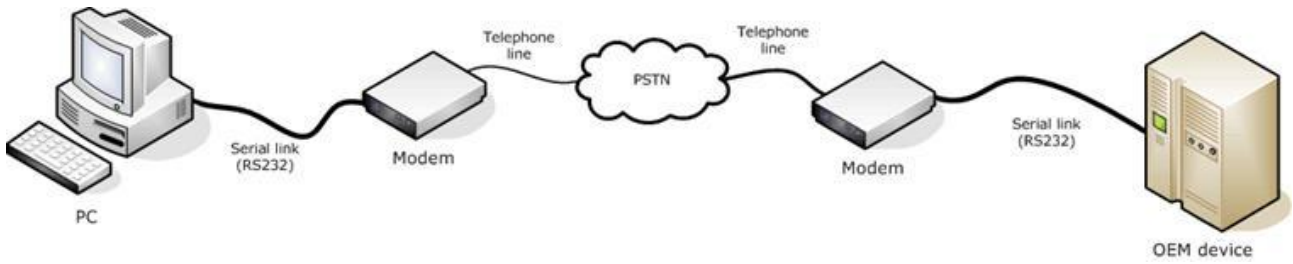 Telephone
line
Telephone
line
PSTN
Serial link
(RS232)
Modem
Serial link
(RS232)
Modem
PC
OEM device